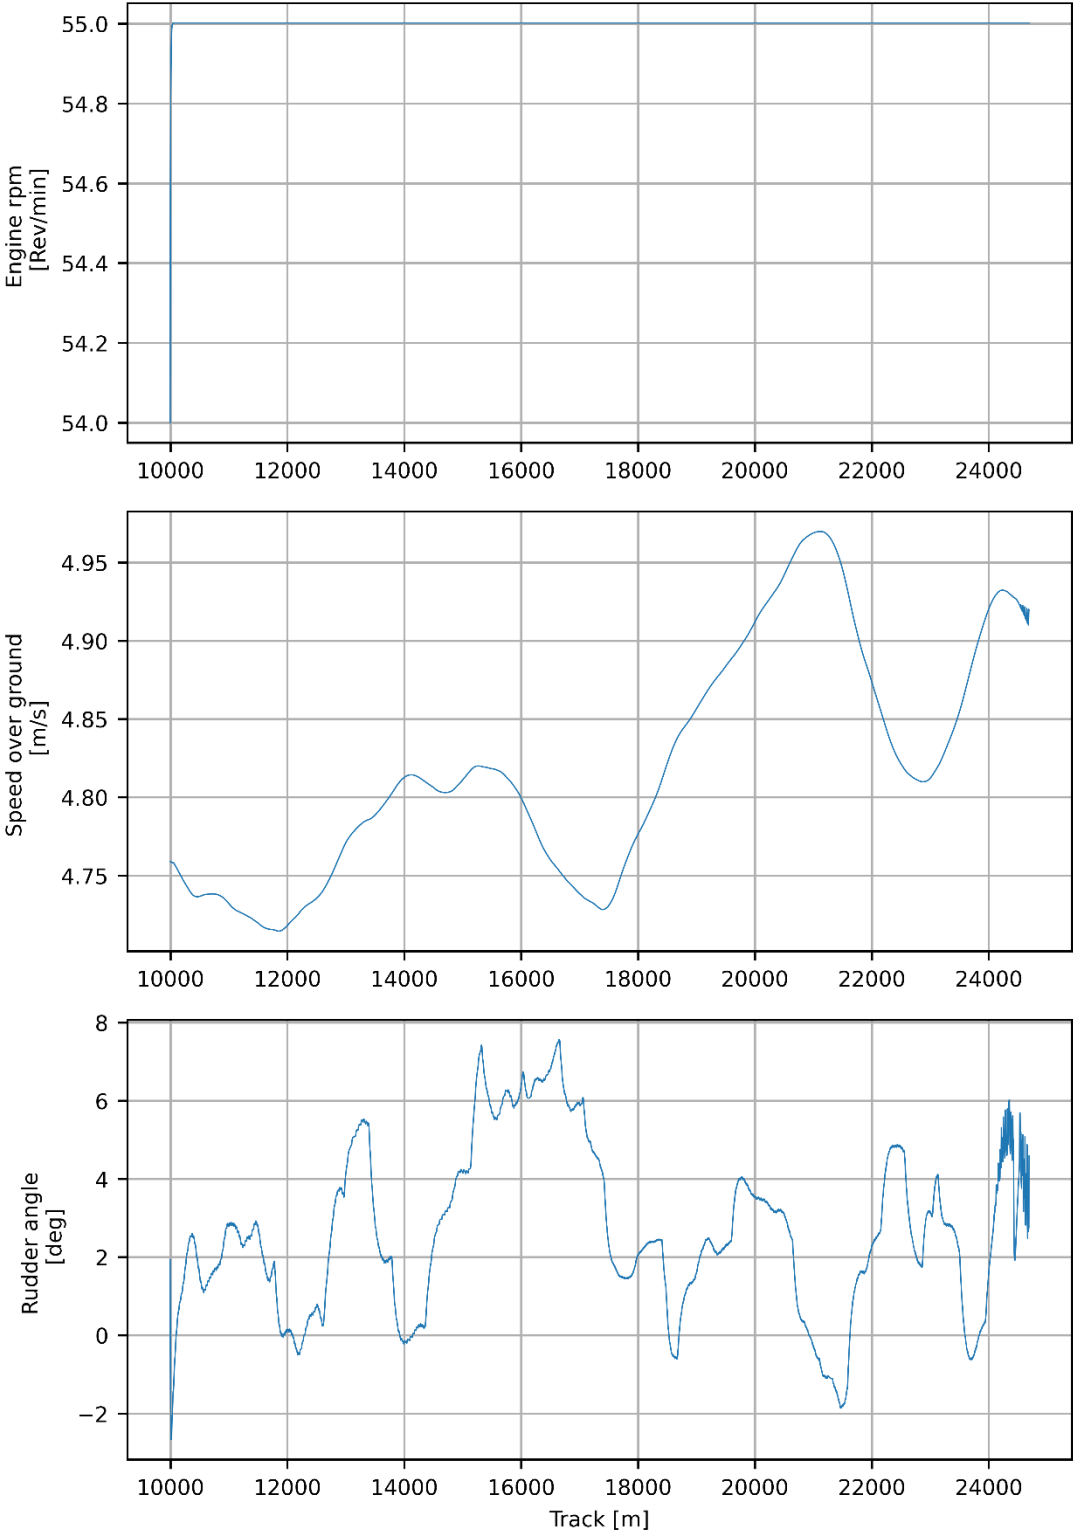 Engine rpm
[Rev/min]
55.0
54.8
54.6
54.4
54.2
54.0
10000 12000 14000 16000 18000 20000 22000 24000
Speed over ground
[m/s]
4.95
4.90
4.85
4.80
4.75
10000 12000 14000 16000 18000 20000 22000 24000
Rudder angle
[deg]
8
6
4
2
0
−2
10000 12000 14000 16000 18000 20000 22000 24000
Track [m]